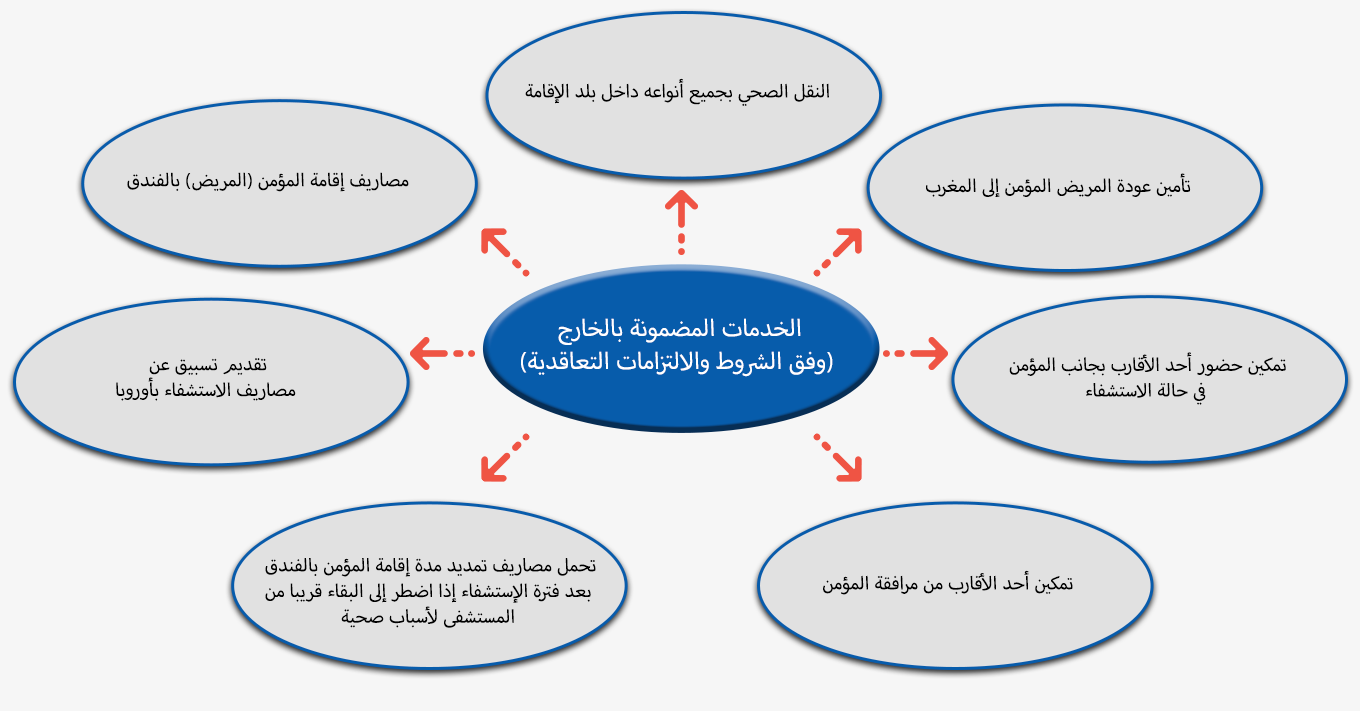 النقل الصحي بجميع أنواعه داخل بلد الإقامة
تأمين عودة المريض المؤمن إلى المغرب
مصاريف إقامة المؤمن (المريض) بالفندق
الخدمات المضمونة بالخارج
(وفق الشروط والالتزامات التعاقدية)
تمكين حضور أحد الأقارب بجانب المؤمن
في حالة الاستشفاء
تقديم تسبيق عن
مصاريف الاستشفاء بأوروبا
تمكين أحد الأقارب من مرافقة المؤمن
تحمل مصاريف تمديد مدة إقامة المؤمن بالفندق
بعد فترة الإستشفاء إذا اضطر إلى البقاء قريبا من
المستشفى لأسباب صحية